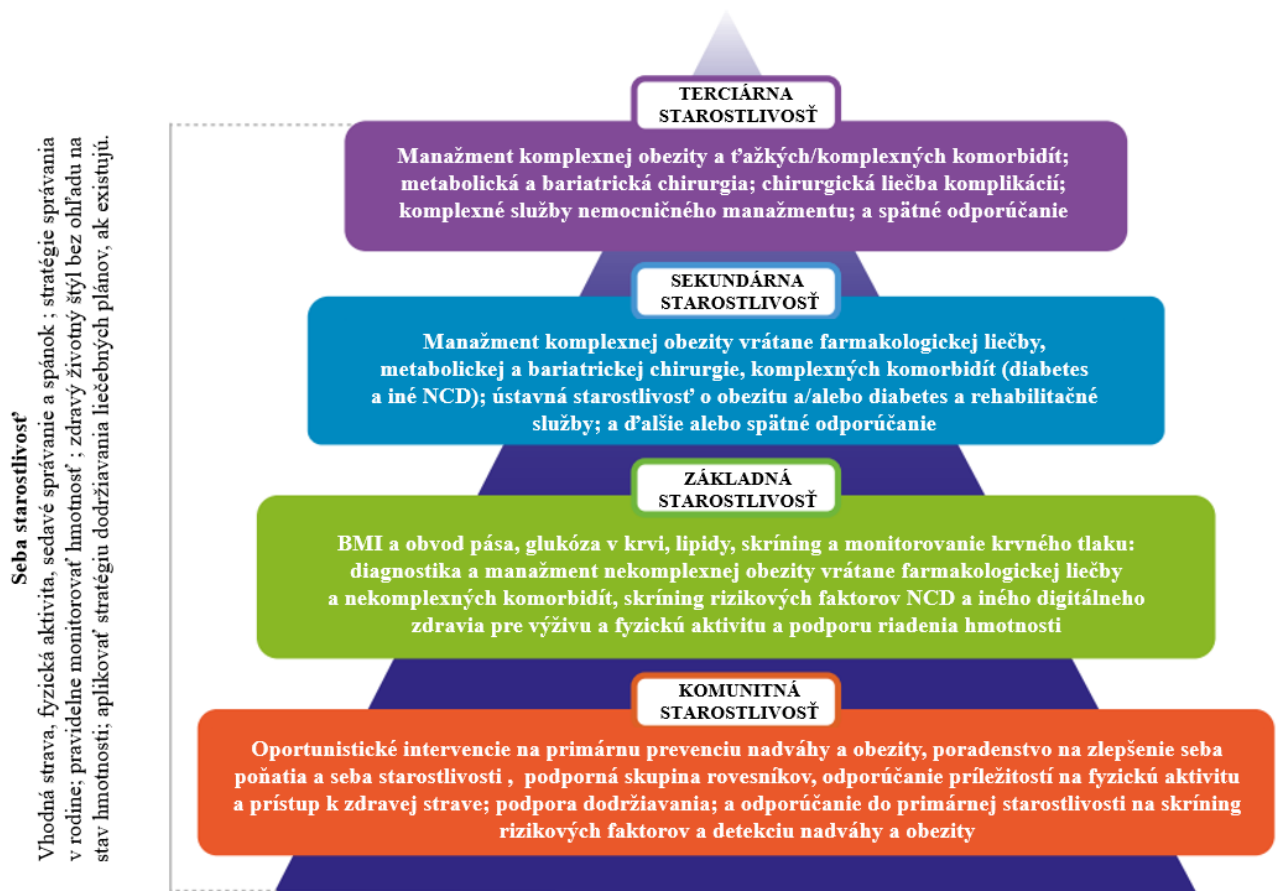 Seba starostlivosť
Vhodná strava, fyzická aktivita, sedavé správanie a spánok ; stratégie správania
v rodine; pravidelne monitorovať hmotnosť ; zdravý životný štýl bez ohľadu na
stav hmotnosti; aplikovať stratégiu dodržiavania liečebných plánov, ak existujú.
TERCIÁRNA
STAROSTLIVOSŤ
Manažment komplexnej obezity a ťažkých/komplexných komorbidít;
metabolická a bariatrická chirurgia; chirurgická liečba komplikácií;
komplexné služby nemocničného manažmentu; a spätné odporúčanie
SEKUNDÁRNA
STAROSTLIVOSŤ
Manažment komplexnej obezity vrátane farmakologickej liečby,
metabolickej a bariatrickej chirurgie, komplexných komorbidít (diabetes
a iné NCD); ústavná starostlivosť o obezitu a/alebo diabetes a rehabilitačné
služby; a ďalšie alebo spätné odporúčanie
ZÁKLADNÁ
STAROSTLIVOSŤ
BMI a obvod pása, glukóza v krvi, lipidy, skríning a monitorovanie krvného tlaku:
diagnostika a manažment nekomplexnej obezity vrátane farmakologickej liečby
a nekomplexných komorbidít, skríning rizikových faktorov NCD a iného digitálneho
zdravia pre výživu a fyzickú aktivitu a podporu riadenia hmotnosti
KOMUNITNÁ
STAROSTLIVOSŤ
Oportunistické intervencie na primárnu prevenciu nadváhy a obezity, poradenstvo na zlepšenie seba
poňatia a seba starostlivosti , podporná skupina rovesníkov, odporúčanie príležitostí na fyzickú aktivitu
a prístup k zdravej strave; podpora dodržiavania; a odporúčanie do primárnej starostlivosti na skríning
rizikových faktorov a detekciu nadváhy a obezity